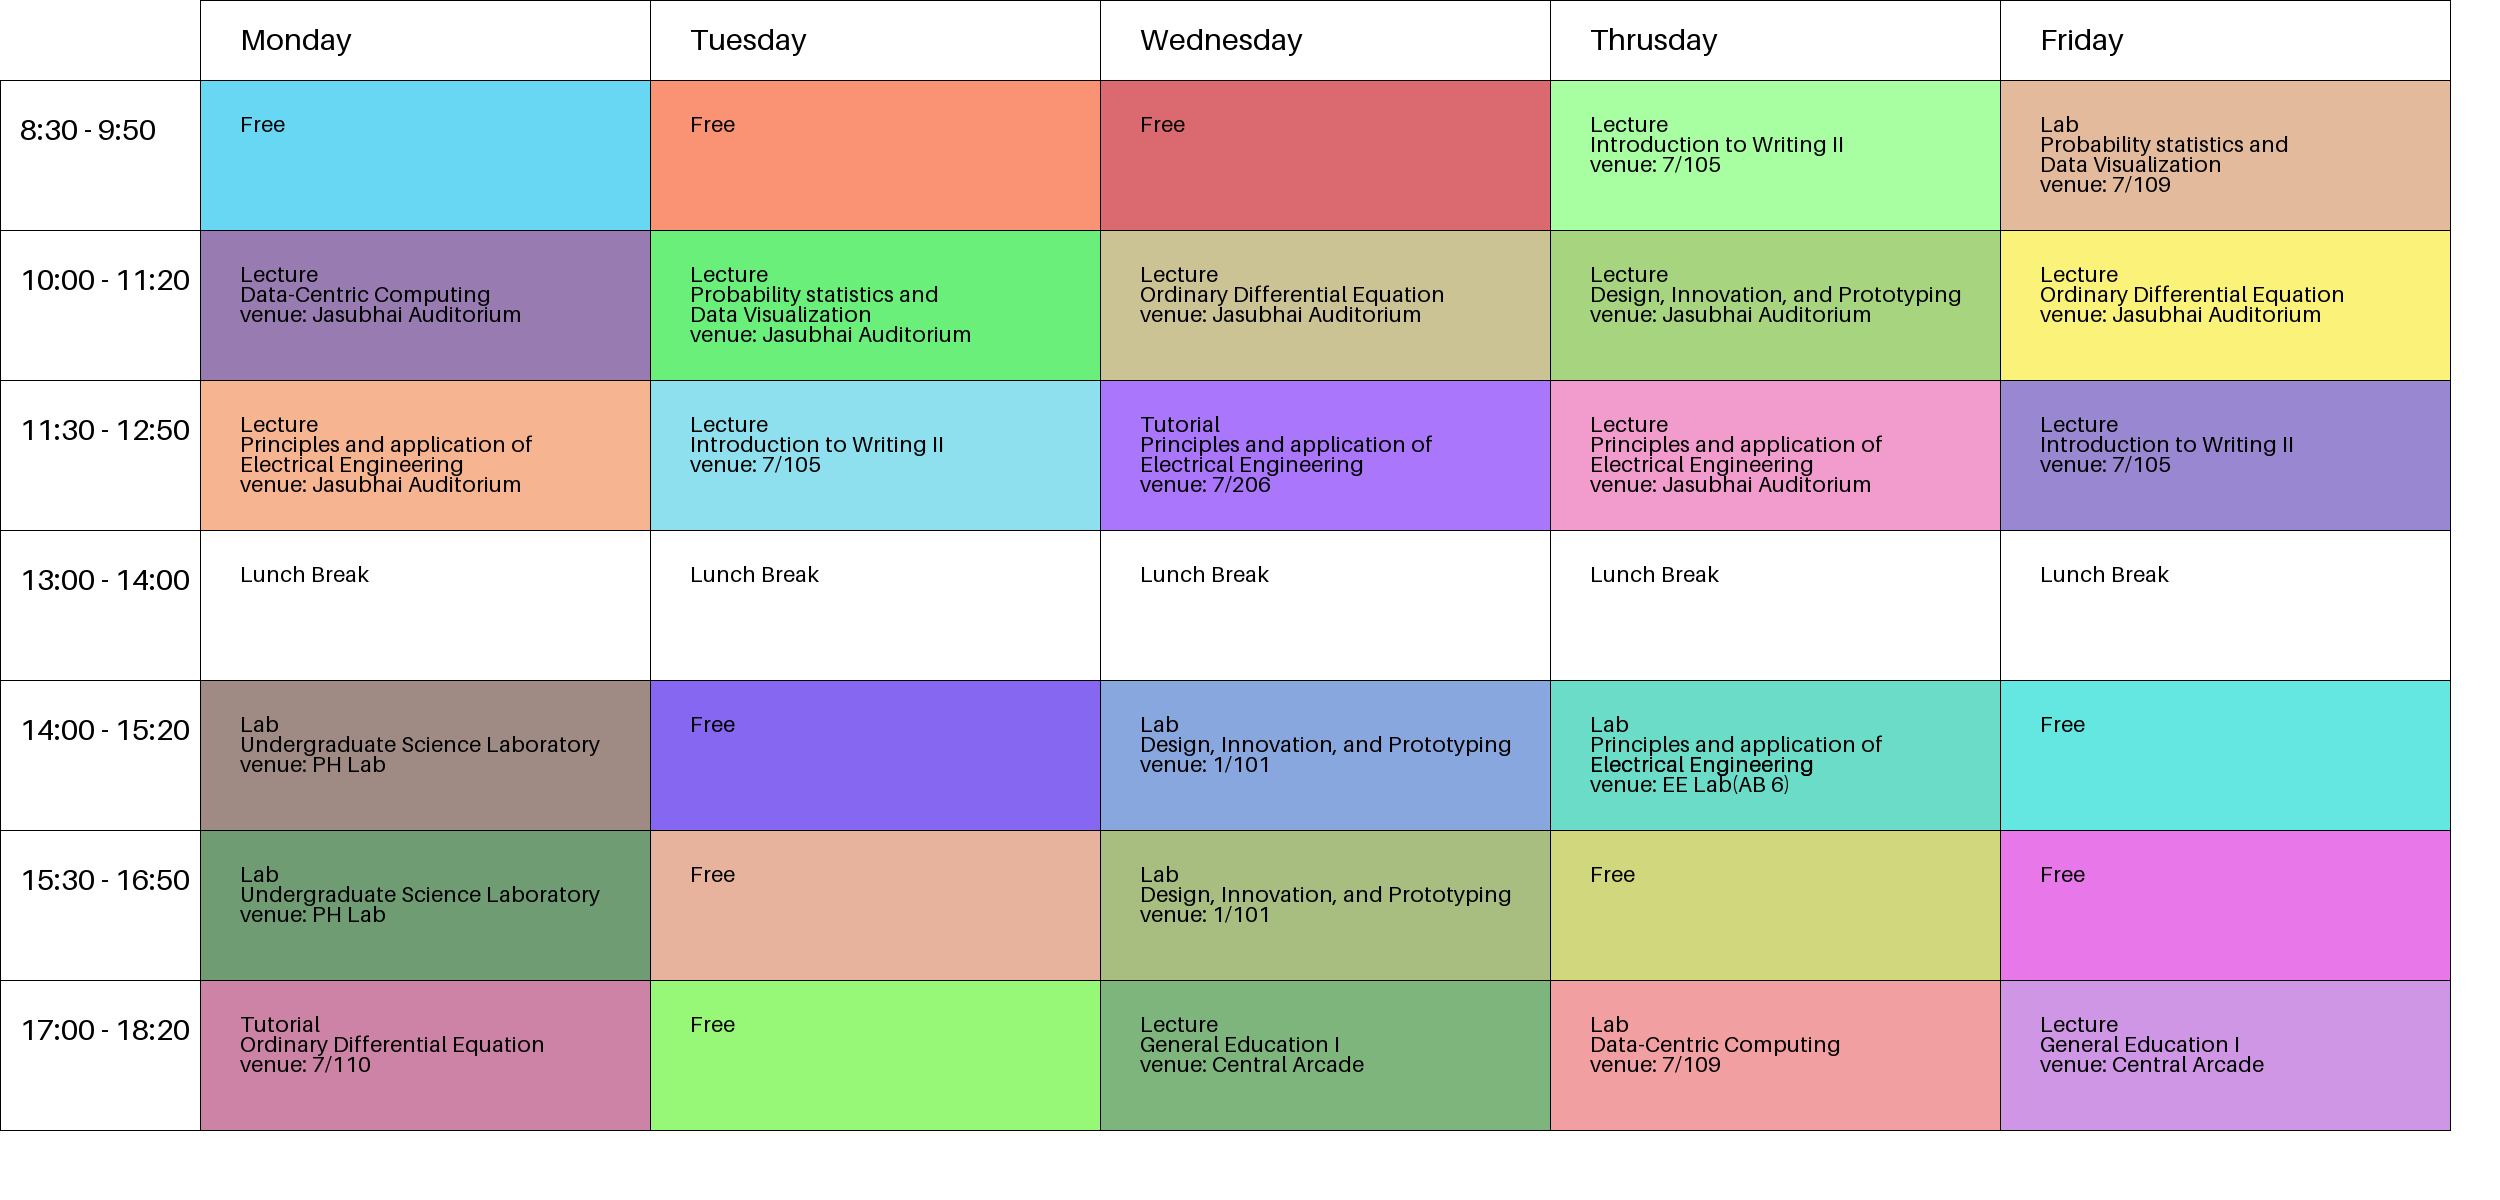 Monday
Tuesday
Wednesday
Thrusday
Friday
8:30 - 9:50
Free
Free
Free
Lecture
Introduction to Writing II
venue: 7/105
Lab
Probability statistics and
Data Visualization
venue: 7/109
10:00 - 11:20
Lecture
Data-Centric Computing
venue: Jasubhai Auditorium
Lecture
Probability statistics and
Data Visualization
venue: Jasubhai Auditorium
Lecture
Ordinary Differential Equation
venue: Jasubhai Auditorium
Lecture
Design, Innovation, and Prototyping
venue: Jasubhai Auditorium
Lecture
Ordinary Differential Equation
venue: Jasubhai Auditorium
11:30 - 12:50
Lecture
Principles and application of
Electrical Engineering
venue: Jasubhai Auditorium
Lecture
Introduction to Writing II
venue: 7/105
Tutorial
Principles and application of
Electrical Engineering
venue: 7/206
Lecture
Principles and application of
Electrical Engineering
venue: Jasubhai Auditorium
Lecture
Introduction to Writing II
venue: 7/105
13:00 - 14:00
Lunch Break
Lunch Break
Lunch Break
Lunch Break
Lunch Break
14:00 - 15:20
Lab
Undergraduate Science Laboratory
venue: PH Lab
Free
Lab
Design, Innovation, and Prototyping
venue: 1/101
Lab
Principles and application of
Electrical Engineering
venue: EE Lab(AB 6)
Free
15:30 - 16:50
Lab
Undergraduate Science Laboratory
venue: PH Lab
Free
Lab
Design, Innovation, and Prototyping
venue: 1/101
Free
Free
17:00 - 18:20
Tutorial
Ordinary Differential Equation
venue: 7/110
Free
Lecture
General Education I
venue: Central Arcade
Lab
Data-Centric Computing
venue: 7/109
Lecture
General Education I
venue: Central Arcade